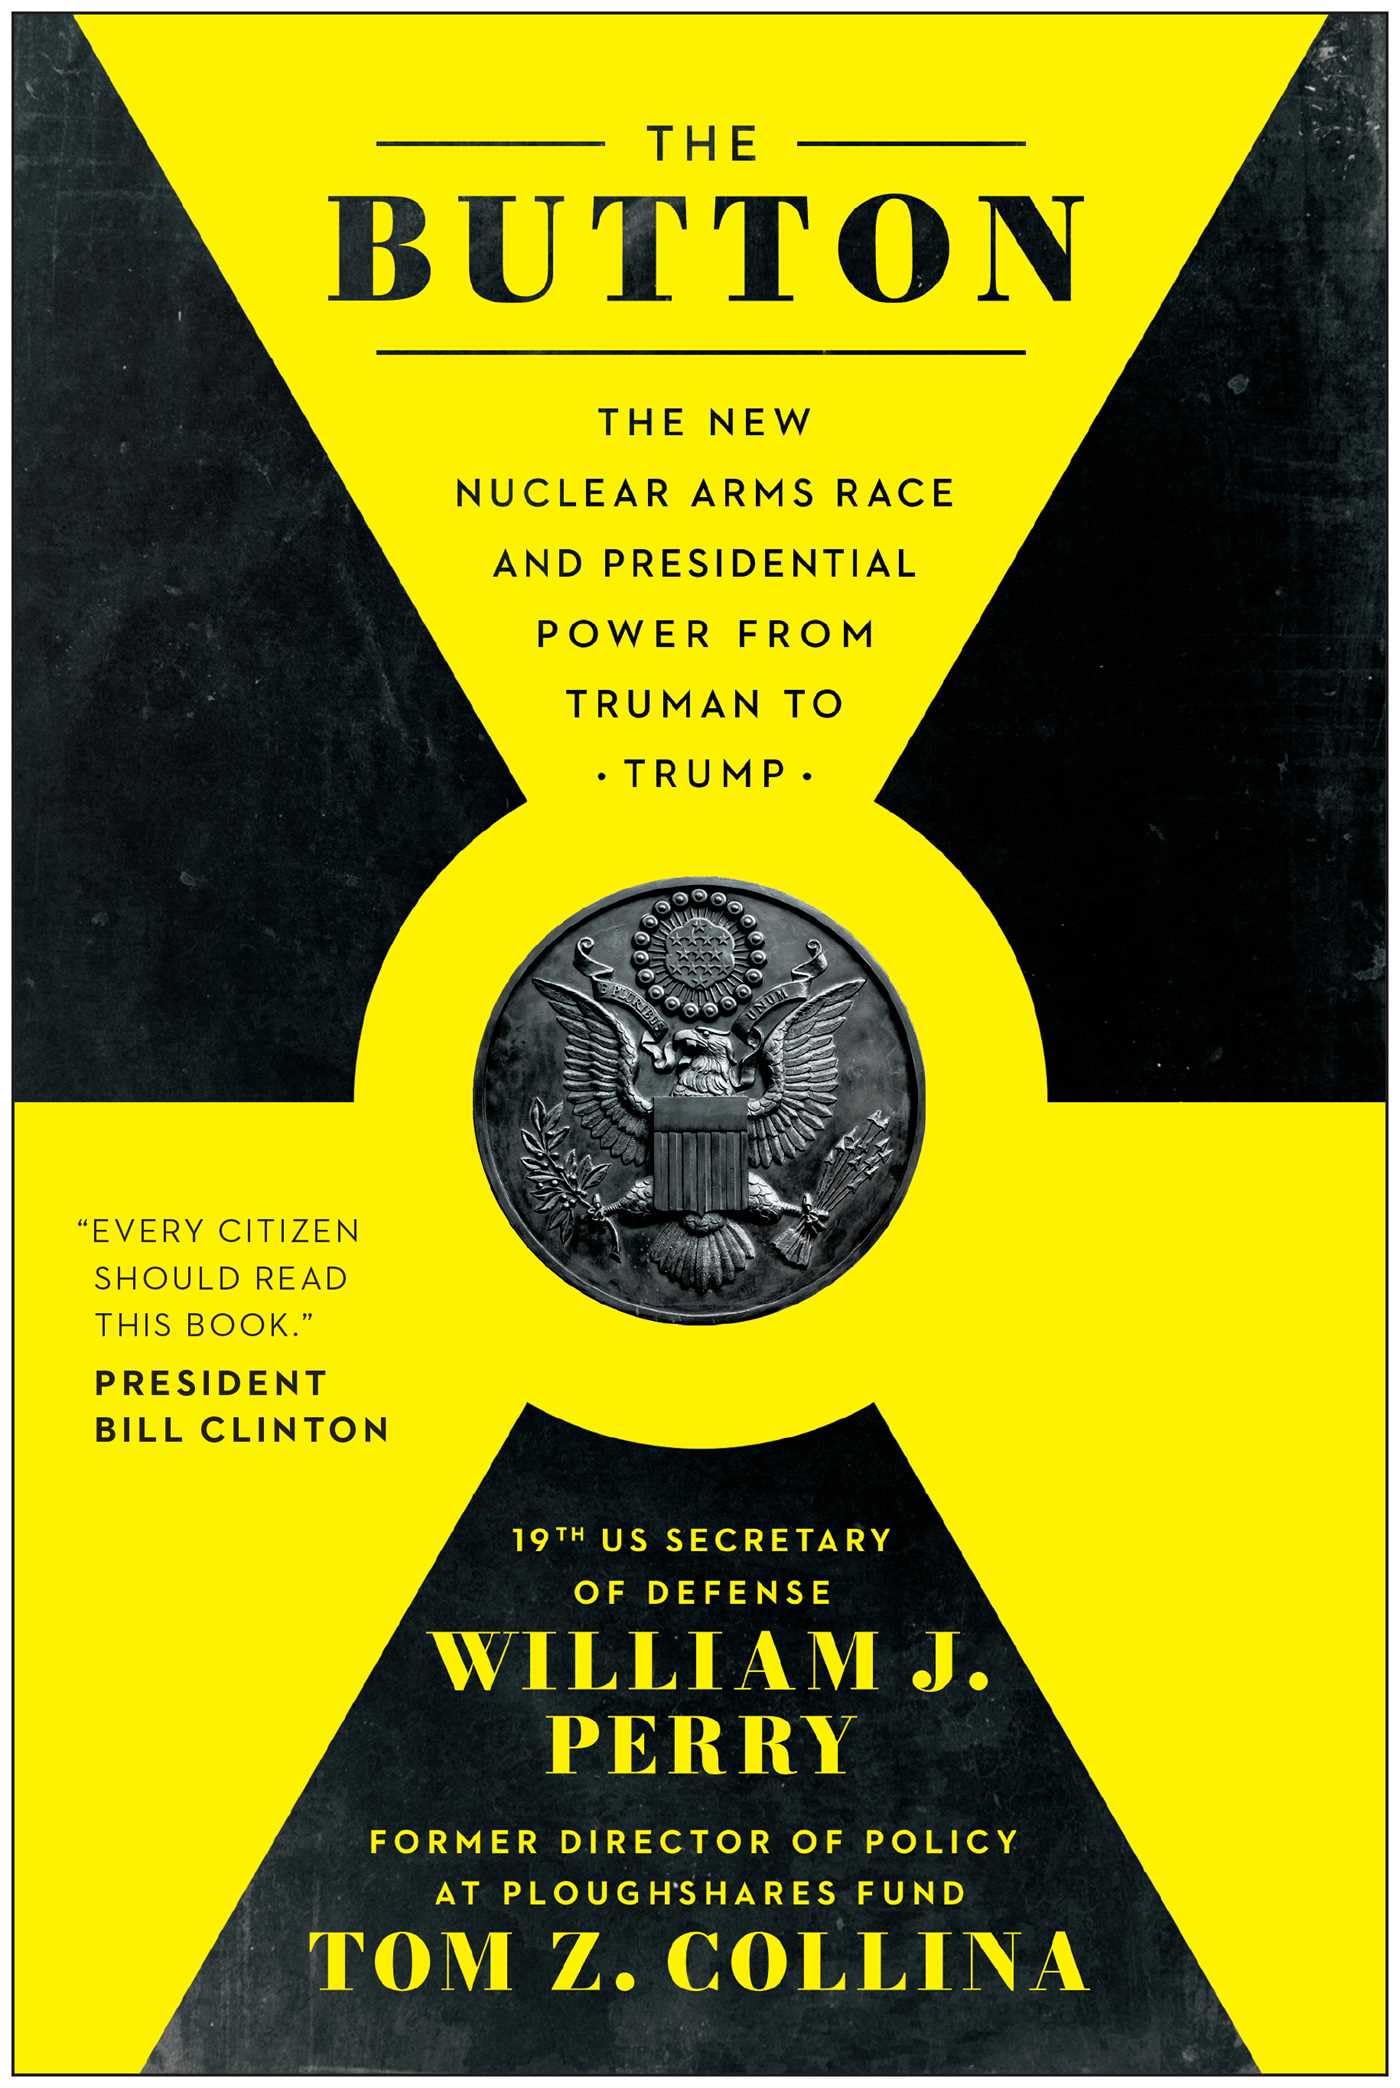 THE
BUTTON
THE NEW
NUCLEAR ARMS RACE
AND PRESIDENTIAL
POWER FROM
TRUMAN TO
· TRUMP ·
E PLURIBUS UNUM
“EVERY CITIZEN
SHOULD READ
THIS BOOK.”
PRESIDENT
BILL CLINTON
19TH US SECRETARY
OF DEFENSE
WILLIAM J.
PERRY
FORMER DIRECTOR OF POLICY
AT PLOUGHSHARES FUND
TOM Z. COLLINA